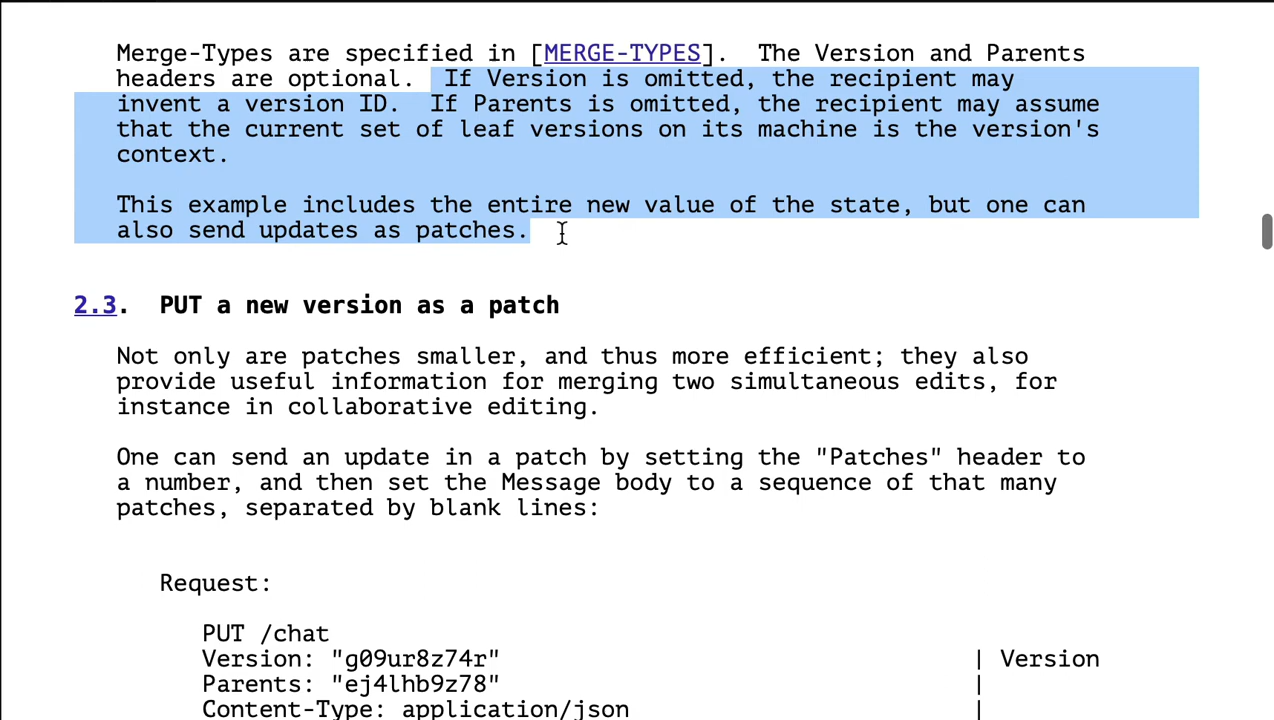 Merge-Types are specified in [MERGE-TYPES].  The Version and Parents
headers are optional.  If Version is omitted, the recipient may
invent a version ID.  If Parents is omitted, the recipient may assume
that the current set of leaf versions on its machine is the version's
context.
This example includes the entire new value of the state, but one can
also send updates as patches.
2.3.  PUT a new version as a patch
Not only are patches smaller, and thus more efficient; they also
provide useful information for merging two simultaneous edits, for
instance in collaborative editing.
One can send an update in a patch by setting the "Patches" header to
a number, and then set the Message body to a sequence of that many
patches, separated by blank lines:
Request:
PUT /chat
Version: "g09ur8z74r" | Version
Parents: "ej4lhb9z78" |
Content-Type: application/json |